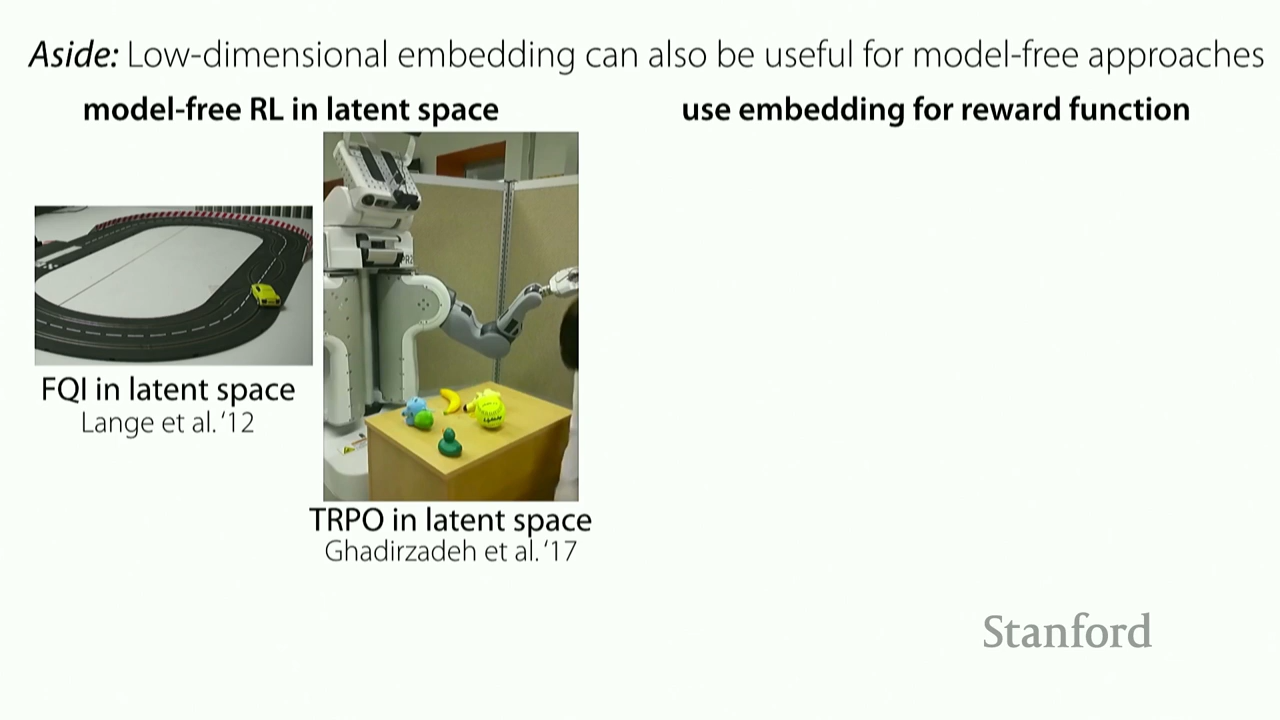 Aside: Low-dimensional embedding can also be useful for model-free approaches
model-free RL in latent space
use embedding for reward function
PR2
FQI in latent space
Lange et al. ‘12
TRPO in latent space
Ghadirzadeh et al. ‘17
Stanford